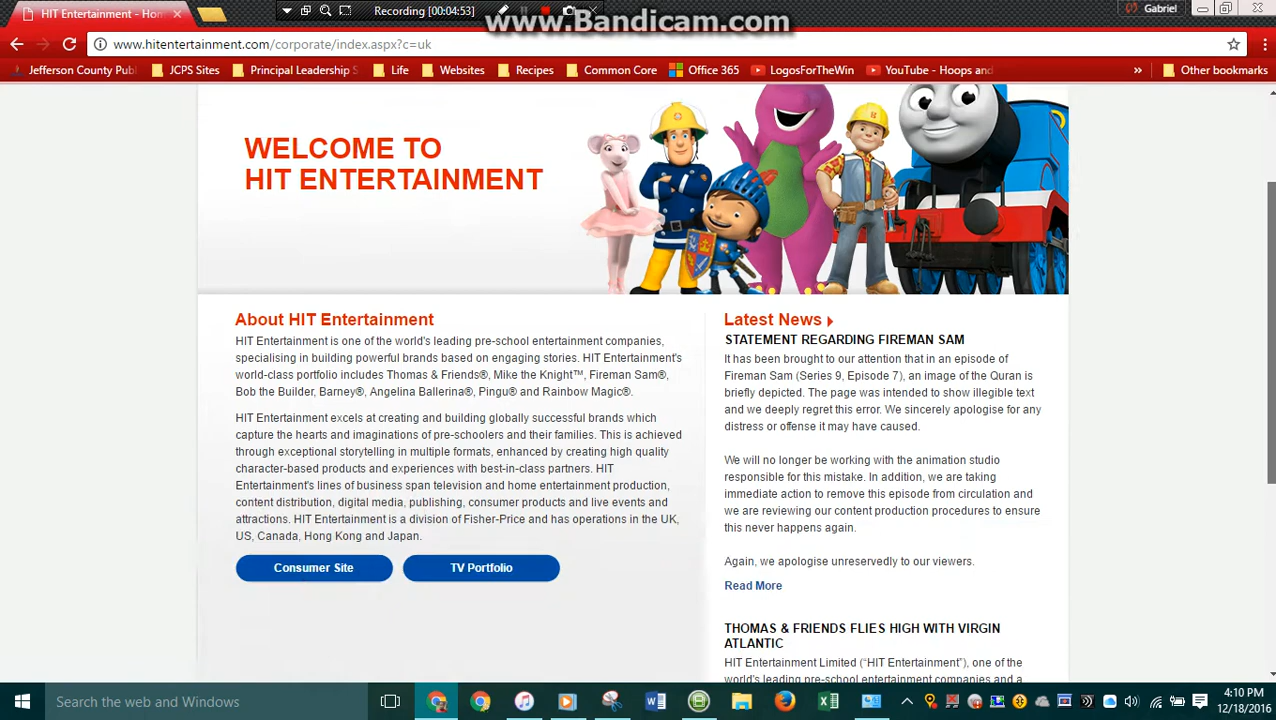 HIT Entertainment - Hom
Recording [00:04:53]
www.Bandicam.com
Gabriel
www.hitentertainment.com/corporate/index.aspx?c=uk
Jefferson County Publ
JCPS Sites
Principal Leadership S
Life
Websites
Recipes
Common Core
Office 365
LogosForTheWin
YouTube - Hoops and
»
Other bookmarks
WELCOME TO
HIT ENTERTAINMENT
About HIT Entertainment
HIT Entertainment is one of the world's leading pre-school entertainment companies,
specialising in building powerful brands based on engaging stories. HIT Entertainment's
world-class portfolio includes Thomas & Friends®, Mike the Knight™, Fireman Sam®,
Bob the Builder, Barney®, Angelina Ballerina®, Pingu® and Rainbow Magic®.
HIT Entertainment excels at creating and building globally successful brands which
capture the hearts and imaginations of pre-schoolers and their families. This is achieved
through exceptional storytelling in multiple formats, enhanced by creating high quality
character-based products and experiences with best-in-class partners. HIT
Entertainment's lines of business span television and home entertainment production,
content distribution, digital media, publishing, consumer products and live events and
attractions. HIT Entertainment is a division of Fisher-Price and has operations in the UK,
US, Canada, Hong Kong and Japan.
Consumer Site
TV Portfolio
Latest News
STATEMENT REGARDING FIREMAN SAM
It has been brought to our attention that in an episode of
Fireman Sam (Series 9, Episode 7), an image of the Quran is
briefly depicted. The page was intended to show illegible text
and we deeply regret this error. We sincerely apologise for any
distress or offense it may have caused.
We will no longer be working with the animation studio
responsible for this mistake. In addition, we are taking
immediate action to remove this episode from circulation and
we are reviewing our content production procedures to ensure
this never happens again.
Again, we apologise unreservedly to our viewers.
Read More
THOMAS & FRIENDS FLIES HIGH WITH VIRGIN
ATLANTIC
HIT Entertainment Limited (“HIT Entertainment”), one of the
world's leading pre-school entertainment companies and a
Search the web and Windows
4:10 PM
12/18/2016